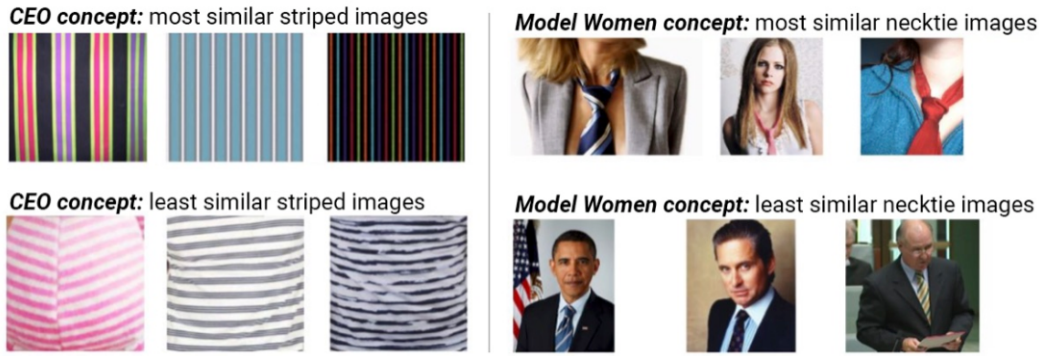 CEO concept: most similar striped images
CEO concept: least similar striped images
Model Women concept: most similar necktie images
Model Women concept: least similar necktie images